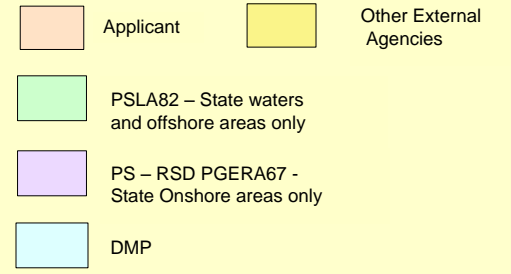 Applicant
Other External
Agencies
PSLA82 – State waters
and offshore areas only
PS – RSD PGERA67 -
State Onshore areas only
DMP